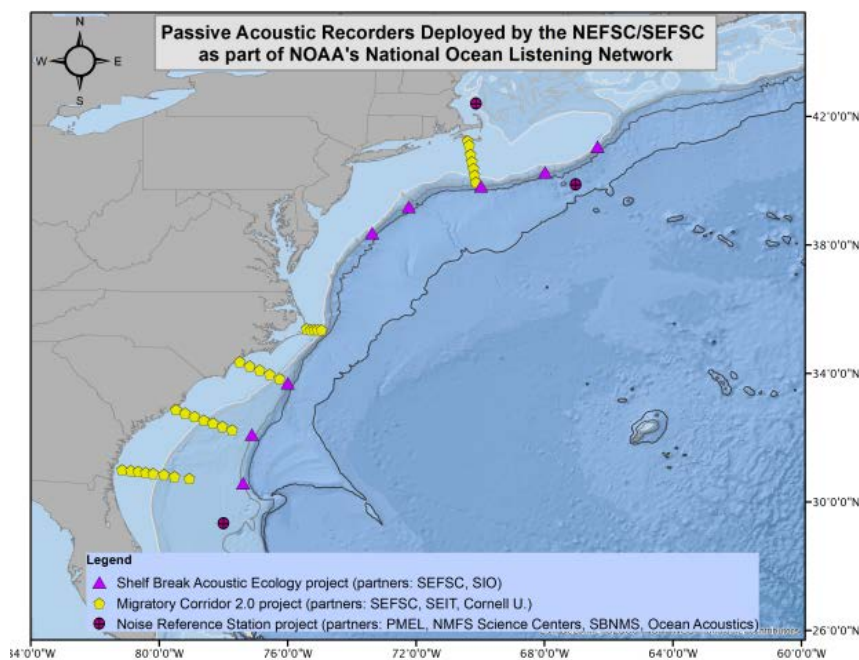 Passive Acoustic Recorders Deployed by the NEFSC/SEFSC
as part of NOAA's National Ocean Listening Network
N
W
E
S
42°0'0"N
38°0'0"N
34°0'0"N
30°0'0"N
26°0'0"N
Legend
Shelf Break Acoustic Ecology project (partners: SEFSC, SIO)
Migratory Corridor 2.0 project (partners: SEFSC, SEIT, Cornell U.)
Noise Reference Station project (partners: PMEL, NMFS Science Centers, SBNMS, Ocean Acoustics)
84°0'0"W 80°0'0"W 76°0'0"W 72°0'0"W 68°0'0"W 64°0'0"W 60°0'0"W